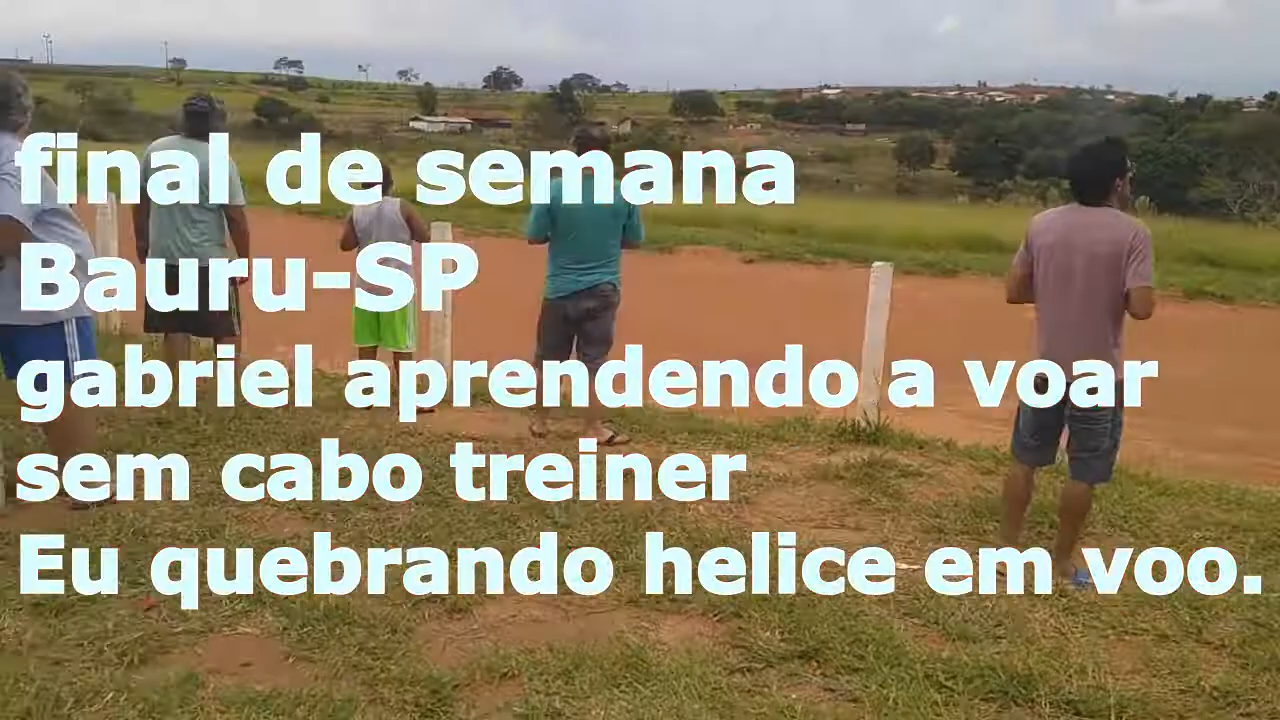 final de semana
Bauru-SP
gabriel aprendendo a voar
sem cabo treiner
Eu quebrando helice em voo.